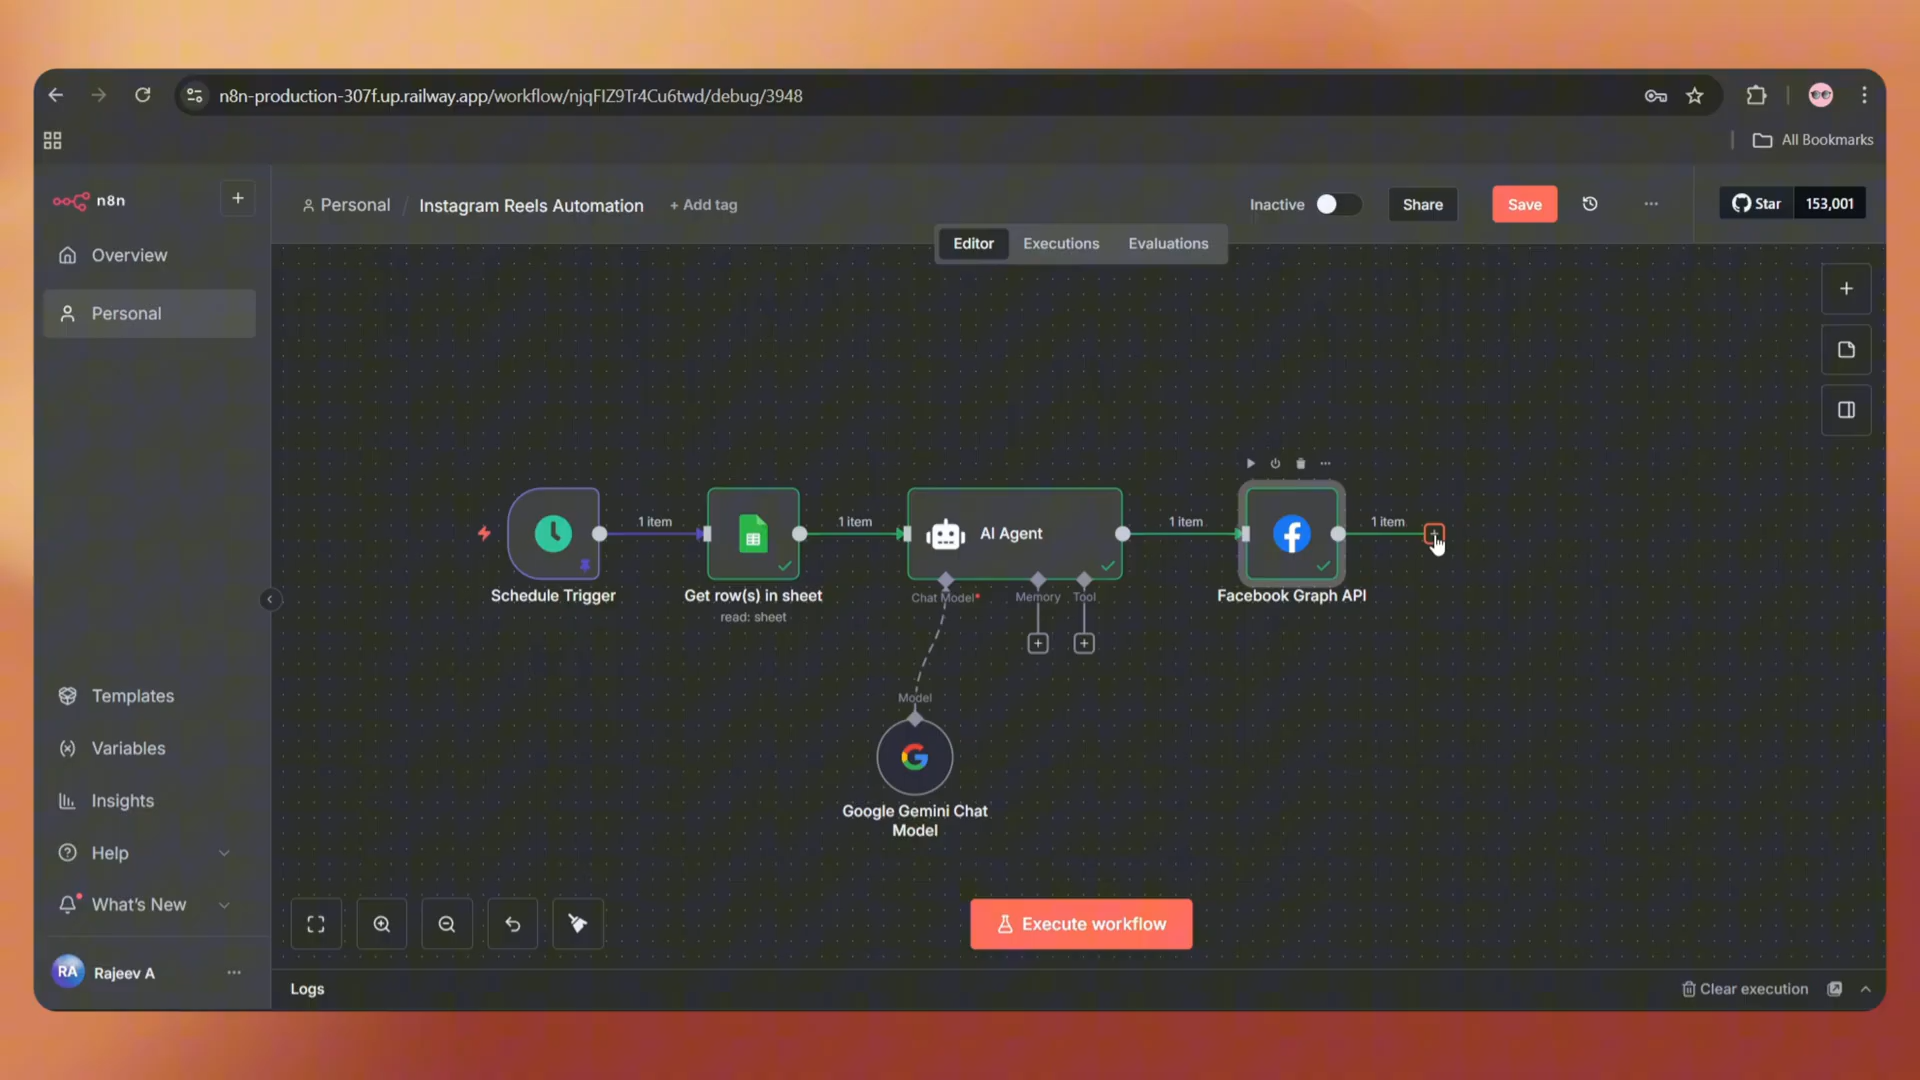 n8n-production-307f.up.railway.app/workflow/njqFIZ9Tr4Cu6twd/debug/3948
All Bookmarks
n8n
Personal / Instagram Reels Automation + Add tag
Inactive
Share
Save
Star 153,001
Editor Executions Evaluations
Overview
Personal
1 item
1 item
1 item
1 item
AI Agent
Schedule Trigger
Get row(s) in sheet
read: sheet
Chat Model*
Memory
Tool
Facebook Graph API
Model
Google Gemini Chat
Model
Templates
Variables
Insights
Help
What's New
Execute workflow
RA Rajeev A
Logs
Clear execution